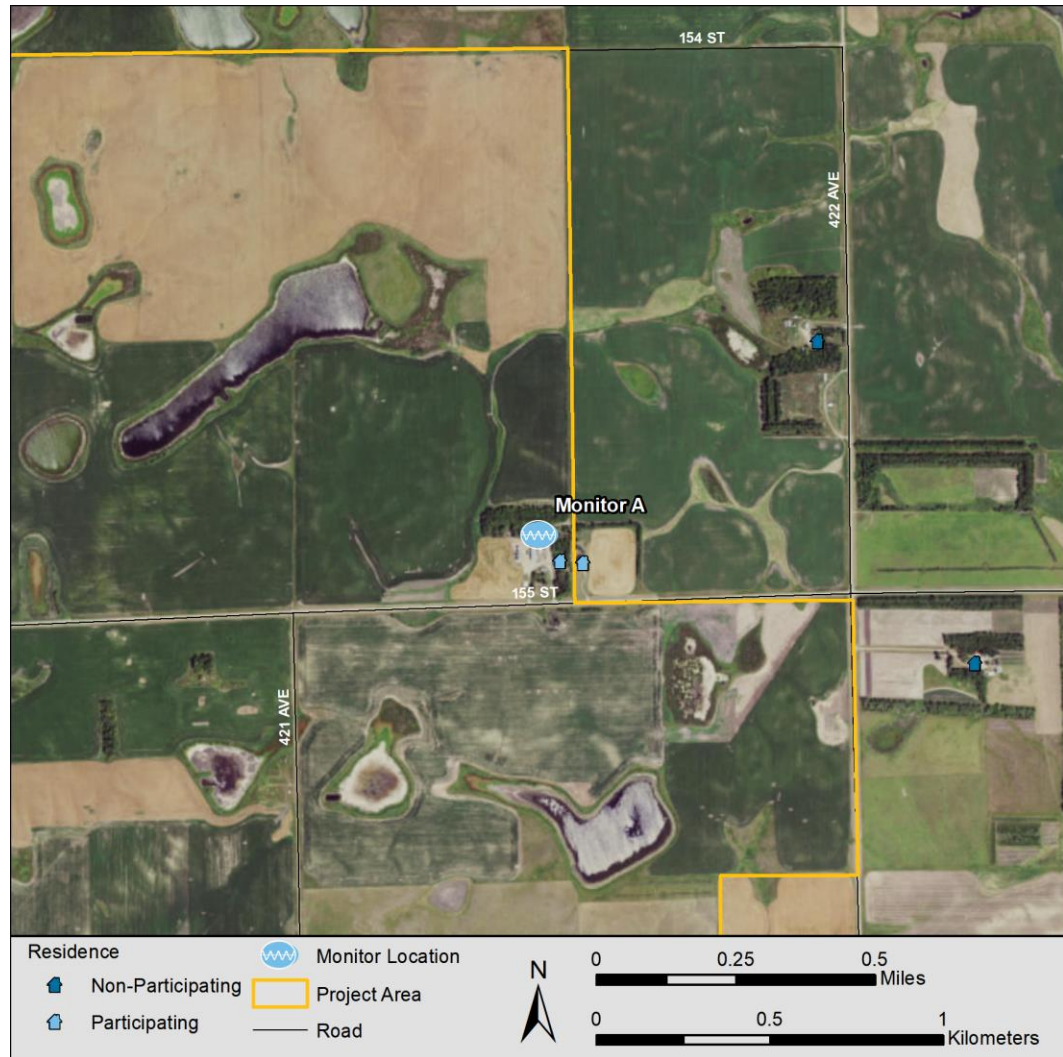 154 ST
422 AVE
Monitor A
155 ST
421 AVE
Residence
Non-Participating
Participating
Monitor Location
Project Area
Road
N
0 0.25 0.5
Miles
0 0.5 1
Kilometers